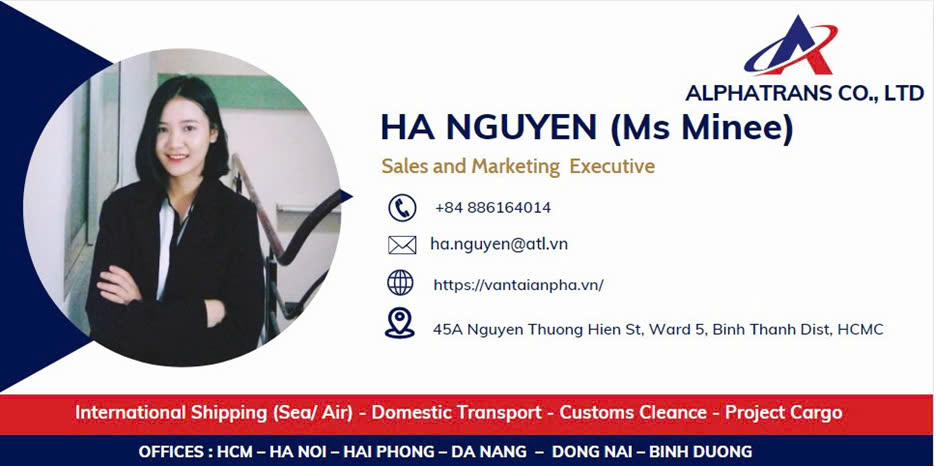 ALPHATRANS CO., LTD
HA NGUYEN (Ms Minee)
Sales and Marketing Executive
+84 886164014
ha.nguyen@atl.vn
https://vantaianpha.vn/
45A Nguyen Thuong Hien St, Ward 5, Binh Thanh Dist, HCMC
International Shipping (Sea/ Air) - Domestic Transport - Customs Cleance - Project Cargo
OFFICES : HCM – HA NOI – HAI PHONG – DA NANG – DONG NAI – BINH DUONG